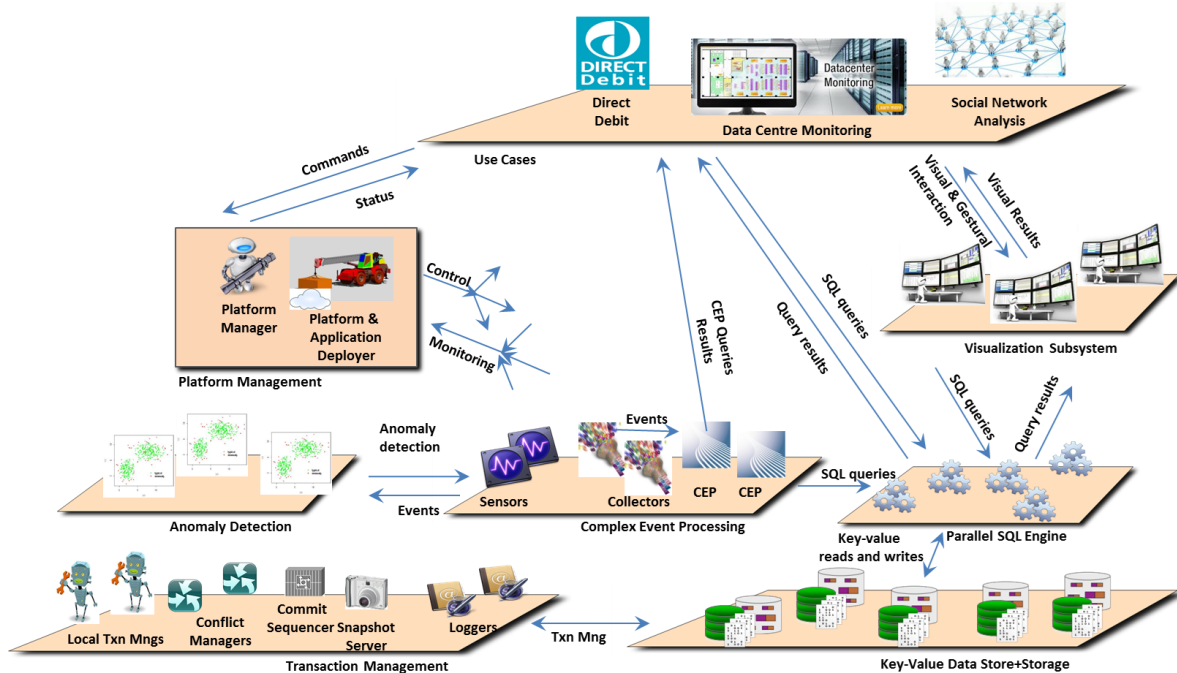 DIRECT
Debit
Datacenter
Monitoring
Learn more
Direct
Debit
Data Centre Monitoring
Social Network
Analysis
Use Cases
Commands
Status
Visual & Gestural
Interaction
Visual Results
Platform
Manager
Platform &
Application
Deployer
Platform Management
Control
Monitoring
CEP Queries
Results
SQL queries
Query results
Visualization Subsystem
SQL queries
Query results
Anomaly
detection
Events
Events
Sensors
Collectors
CEP
CEP
SQL queries
Anomaly Detection
Complex Event Processing
Parallel SQL Engine
Key-value
reads and writes
Local Txn Mngs
Conflict
Managers
Commit
Sequencer
Snapshot
Server
Loggers
Txn Mng
Transaction Management
Key-Value Data Store+Storage